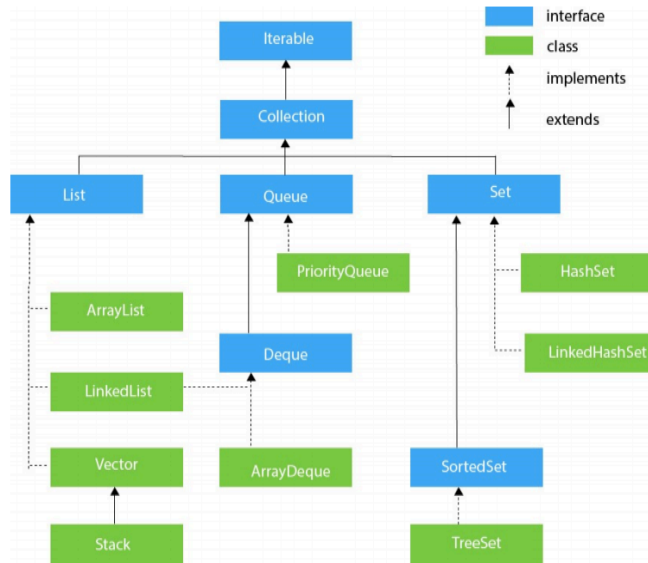 interface
Iterable
class
implements
Collection
extends
List
Queue
Set
PriorityQueue
HashSet
ArrayList
Deque
LinkedHashSet
LinkedList
Vector
ArrayDeque
SortedSet
Stack
TreeSet